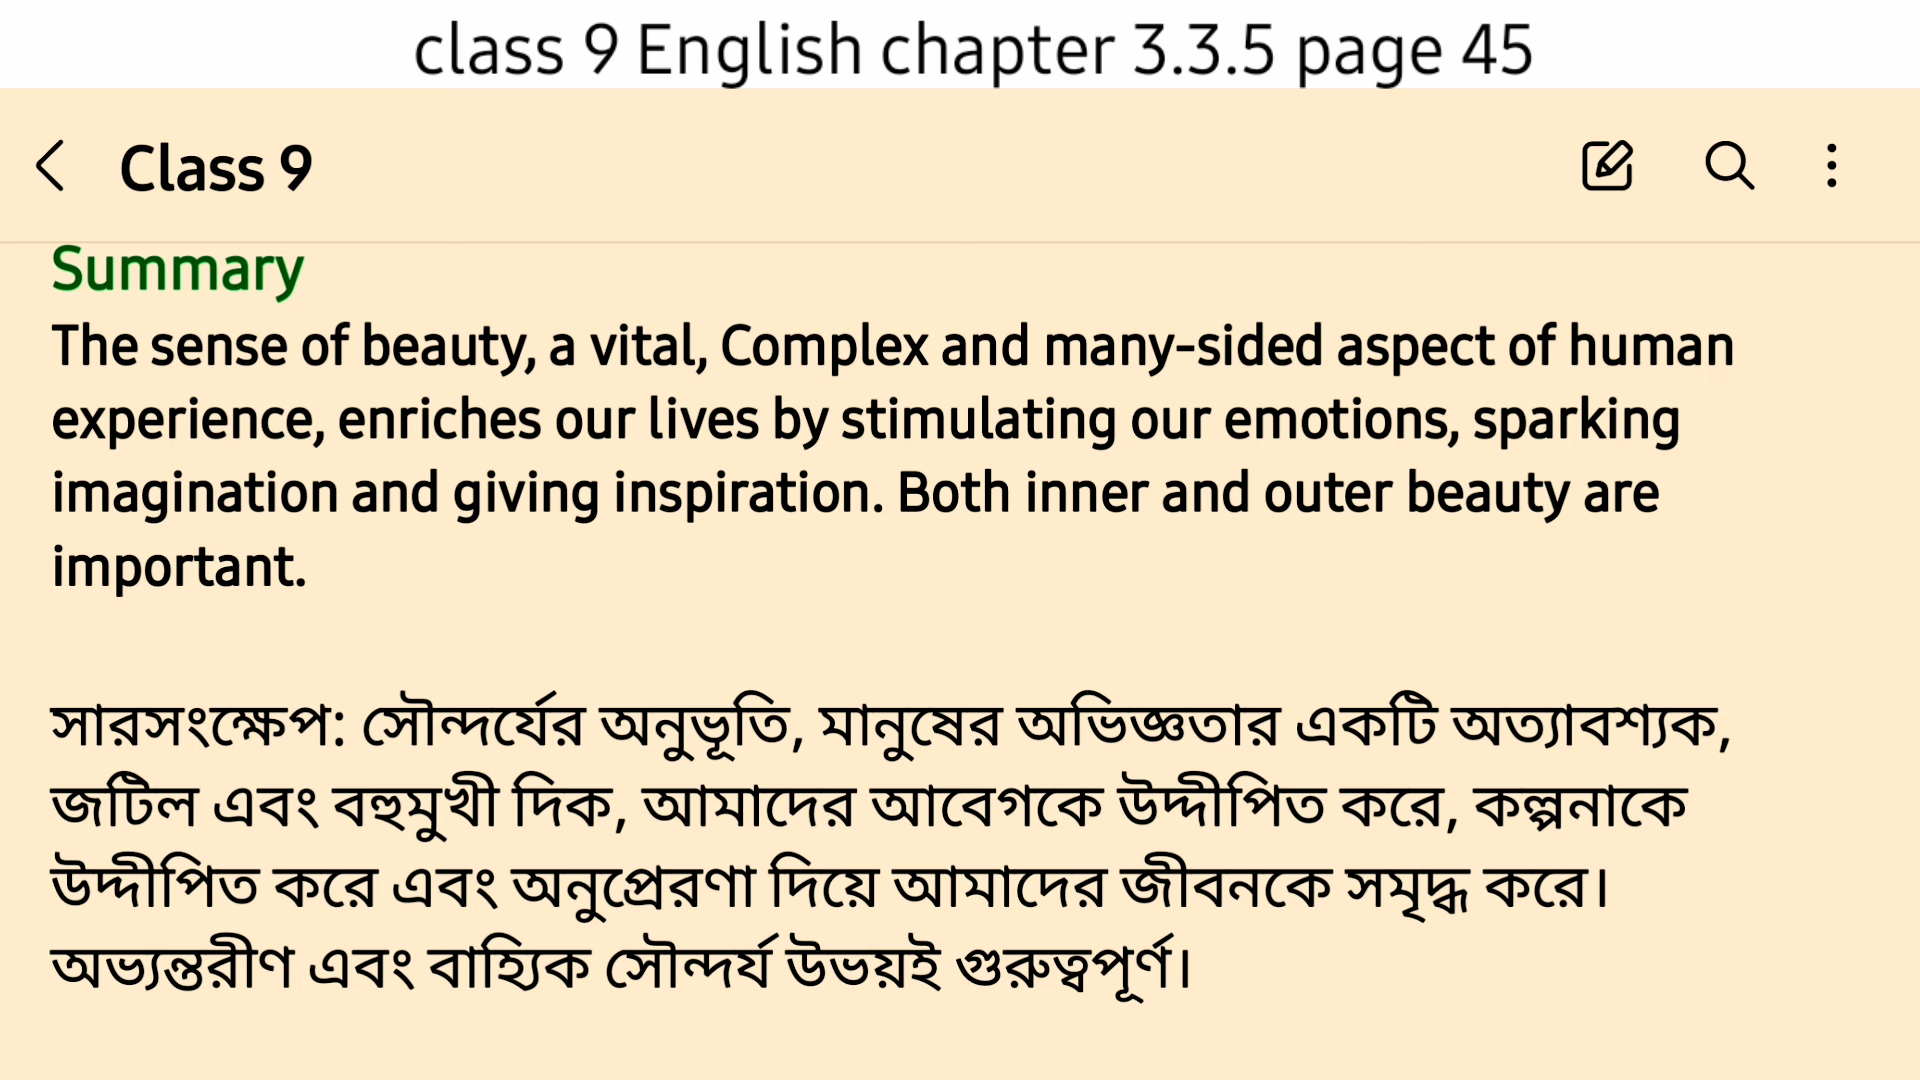 class 9 English chapter 3.3.5 page 45
Class 9
Summary
The sense of beauty, a vital, Complex and many-sided aspect of human
experience, enriches our lives by stimulating our emotions, sparking
imagination and giving inspiration. Both inner and outer beauty are
important.
সারসংক্ষেপ: সৌন্দর্যের অনুভূতি, মানুষের অভিজ্ঞতার একটি অত্যাবশ্যক,
জটিল এবং বহুমুখী দিক, আমাদের আবেগকে উদ্দীপিত করে, কল্পনাকে
উদ্দীপিত করে এবং অনুপ্রেরণা দিয়ে আমাদের জীবনকে সমৃদ্ধ করে।
অভ্যন্তরীণ এবং বাহ্যিক সৌন্দর্য উভয়ই গুরুত্বপূর্ণ।